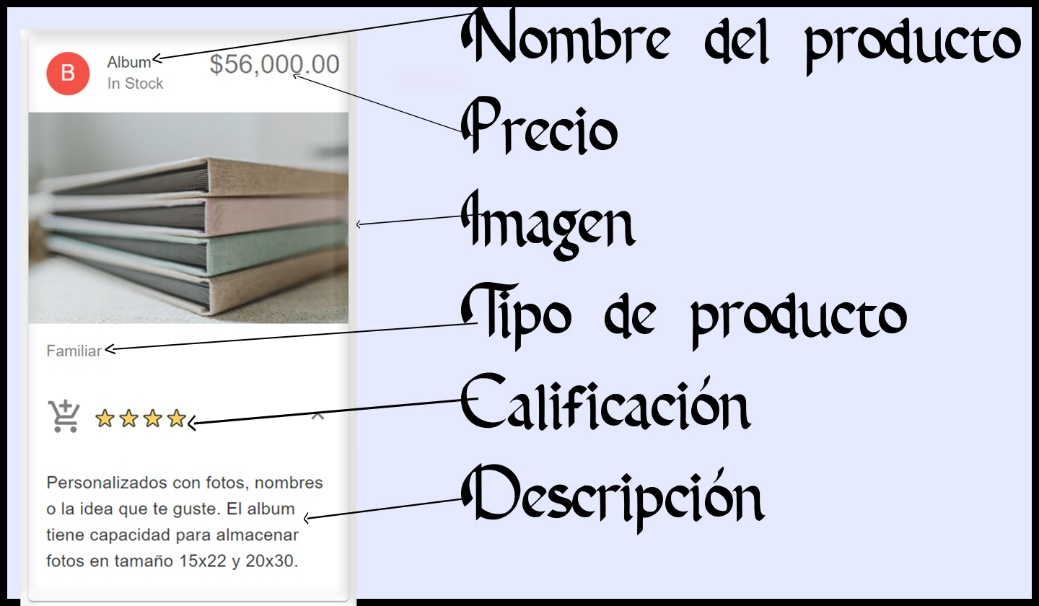 B
Album
In Stock
$56,000.00
Familiar
Personalizados con fotos, nombres
o la idea que te guste. El album
tiene capacidad para almacenar
fotos en tamaño 15x22 y 20x30.
Nombre del producto
Precio
Imagen
Tipo de producto
Calificación
Descripción